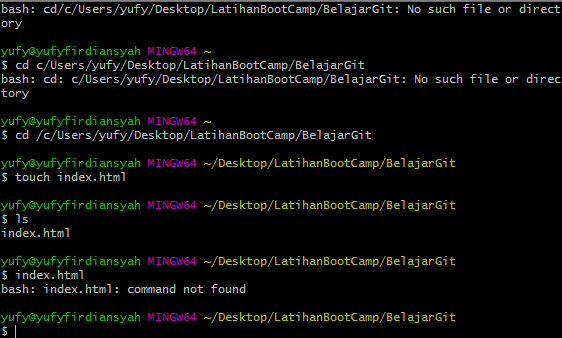 bash: cd/c/Users/yufy/Desktop/LatihanBootCamp/BelajarGit: No such file or direct
ory
yufy@yufyfirdiansyah MINGW64 ~
$ cd c/Users/yufy/Desktop/LatihanBootCamp/BelajarGit
bash: cd: c/Users/yufy/Desktop/LatihanBootCamp/BelajarGit: No such file or direc
tory
yufy@yufyfirdiansyah MINGW64 ~
$ cd /c/Users/yufy/Desktop/LatihanBootCamp/BelajarGit
yufy@yufyfirdiansyah MINGW64 ~/Desktop/LatihanBootCamp/BelajarGit
$ touch index.html
yufy@yufyfirdiansyah MINGW64 ~/Desktop/LatihanBootCamp/BelajarGit
$ ls
index.html
yufy@yufyfirdiansyah MINGW64 ~/Desktop/LatihanBootCamp/BelajarGit
$ index.html
bash: index.html: command not found
yufy@yufyfirdiansyah MINGW64 ~/Desktop/LatihanBootCamp/BelajarGit
$